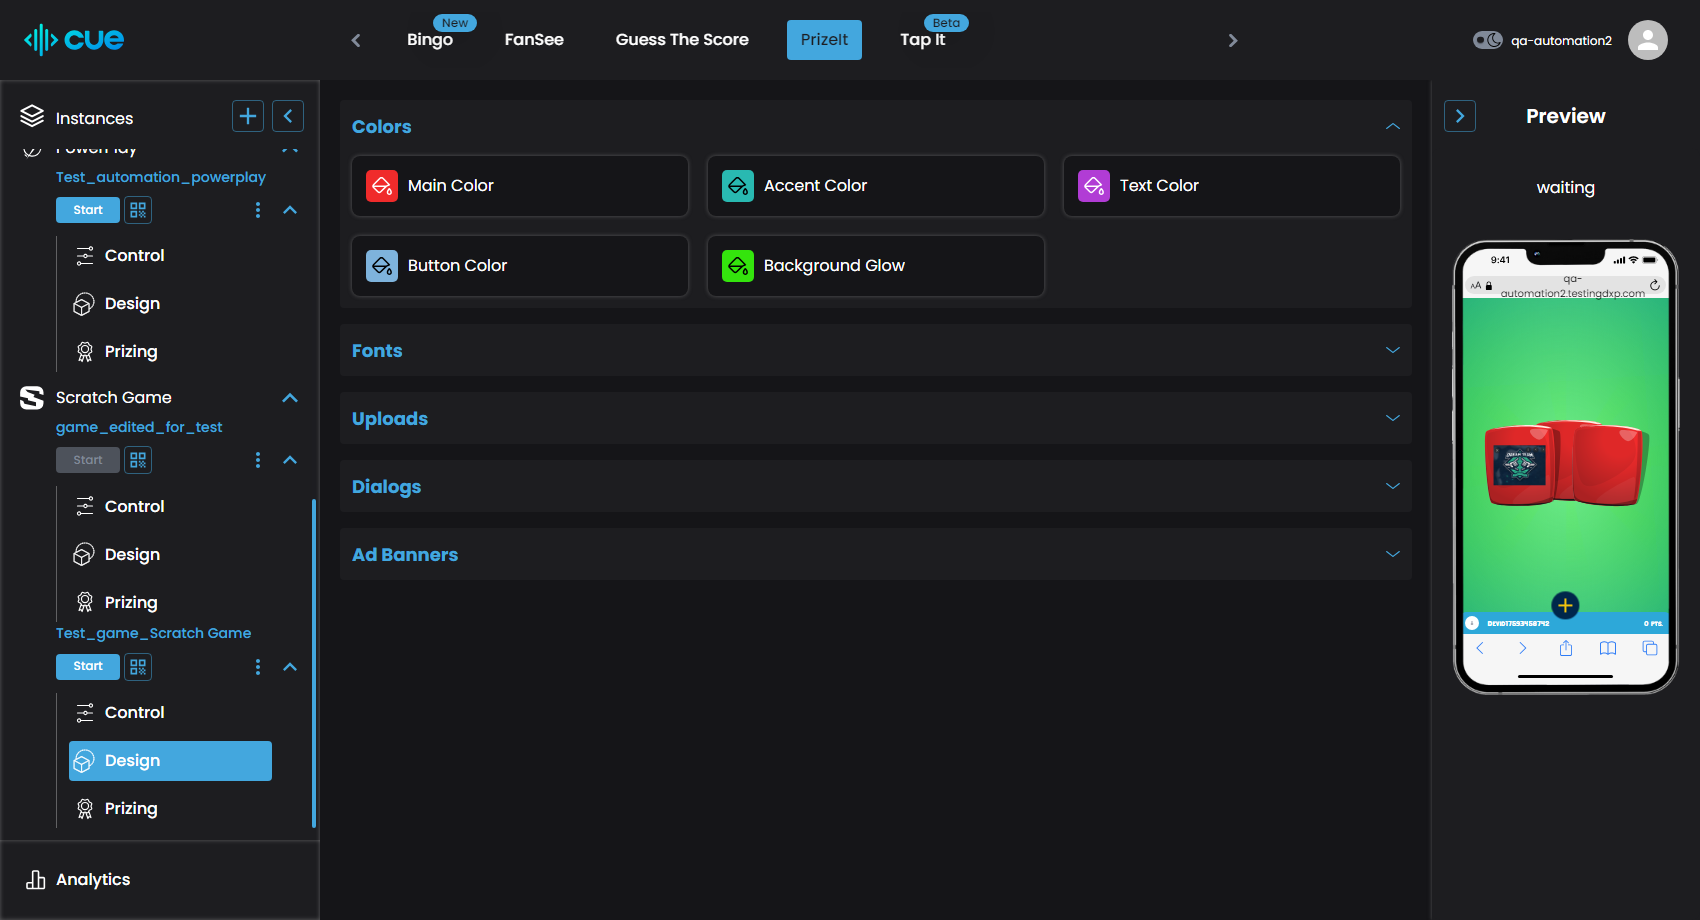 cue
New
Bingo
FanSee
Guess The Score
PrizeIt
Beta
Tap It
qa-automation2
Instances
PowerPlay
Test_automation_powerplay
Start
Control
Design
Prizing
Scratch Game
game_edited_for_test
Start
Control
Design
Prizing
Test_game_Scratch Game
Start
Control
Design
Prizing
Analytics
Colors
Main Color
Accent Color
Text Color
Button Color
Background Glow
Fonts
Uploads
Dialogs
Ad Banners
Preview
waiting
9:41
AA
qa-
automation2.testingdxp.com
0 PTS.